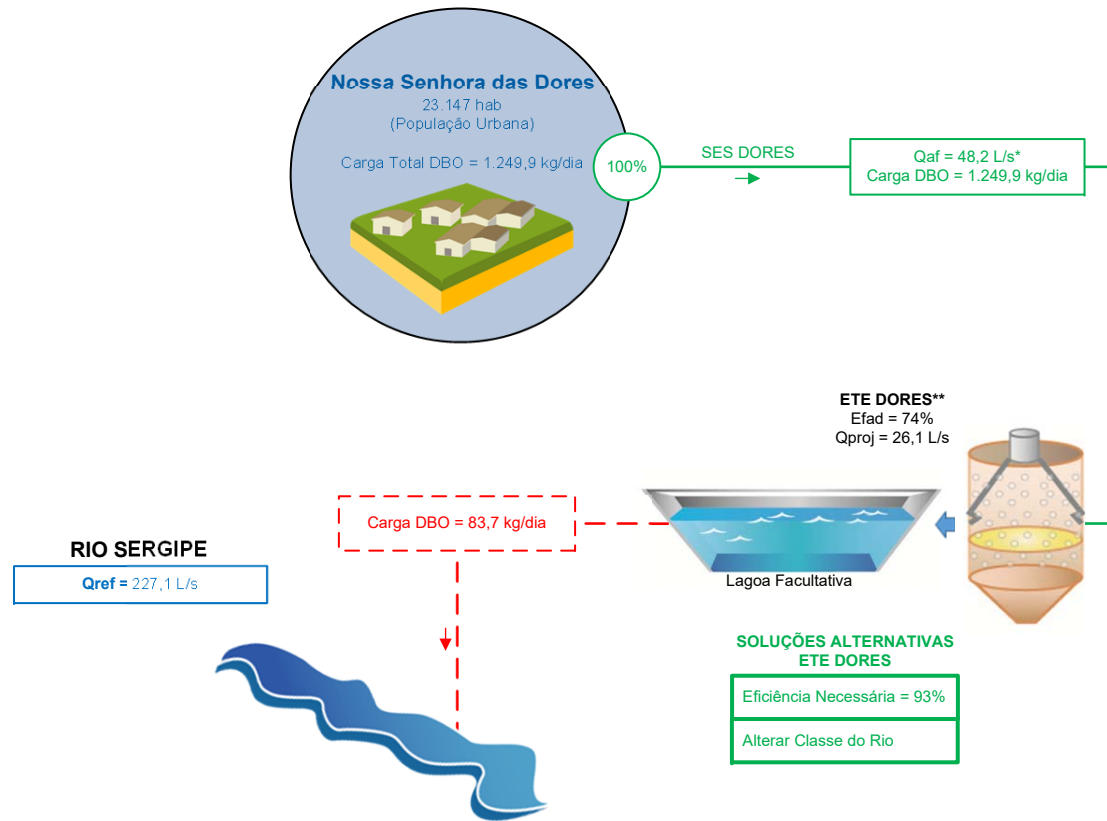 Nossa Senhora das Dores
23.147 hab
(População Urbana)
Carga Total DBO = 1.249,9 kg/dia
100%
SES DORES
Qaf = 48,2 L/s*
Carga DBO = 1.249,9 kg/dia
ETE DORES**
Efad = 74%
Qproj = 26,1 L/s
Carga DBO = 83,7 kg/dia
RIO SERGIPE
Qref = 227,1 L/s
Lagoa Facultativa
SOLUÇÕES ALTERNATIVAS
ETE DORES
Eficiência Necessária = 93%
Alterar Classe do Rio